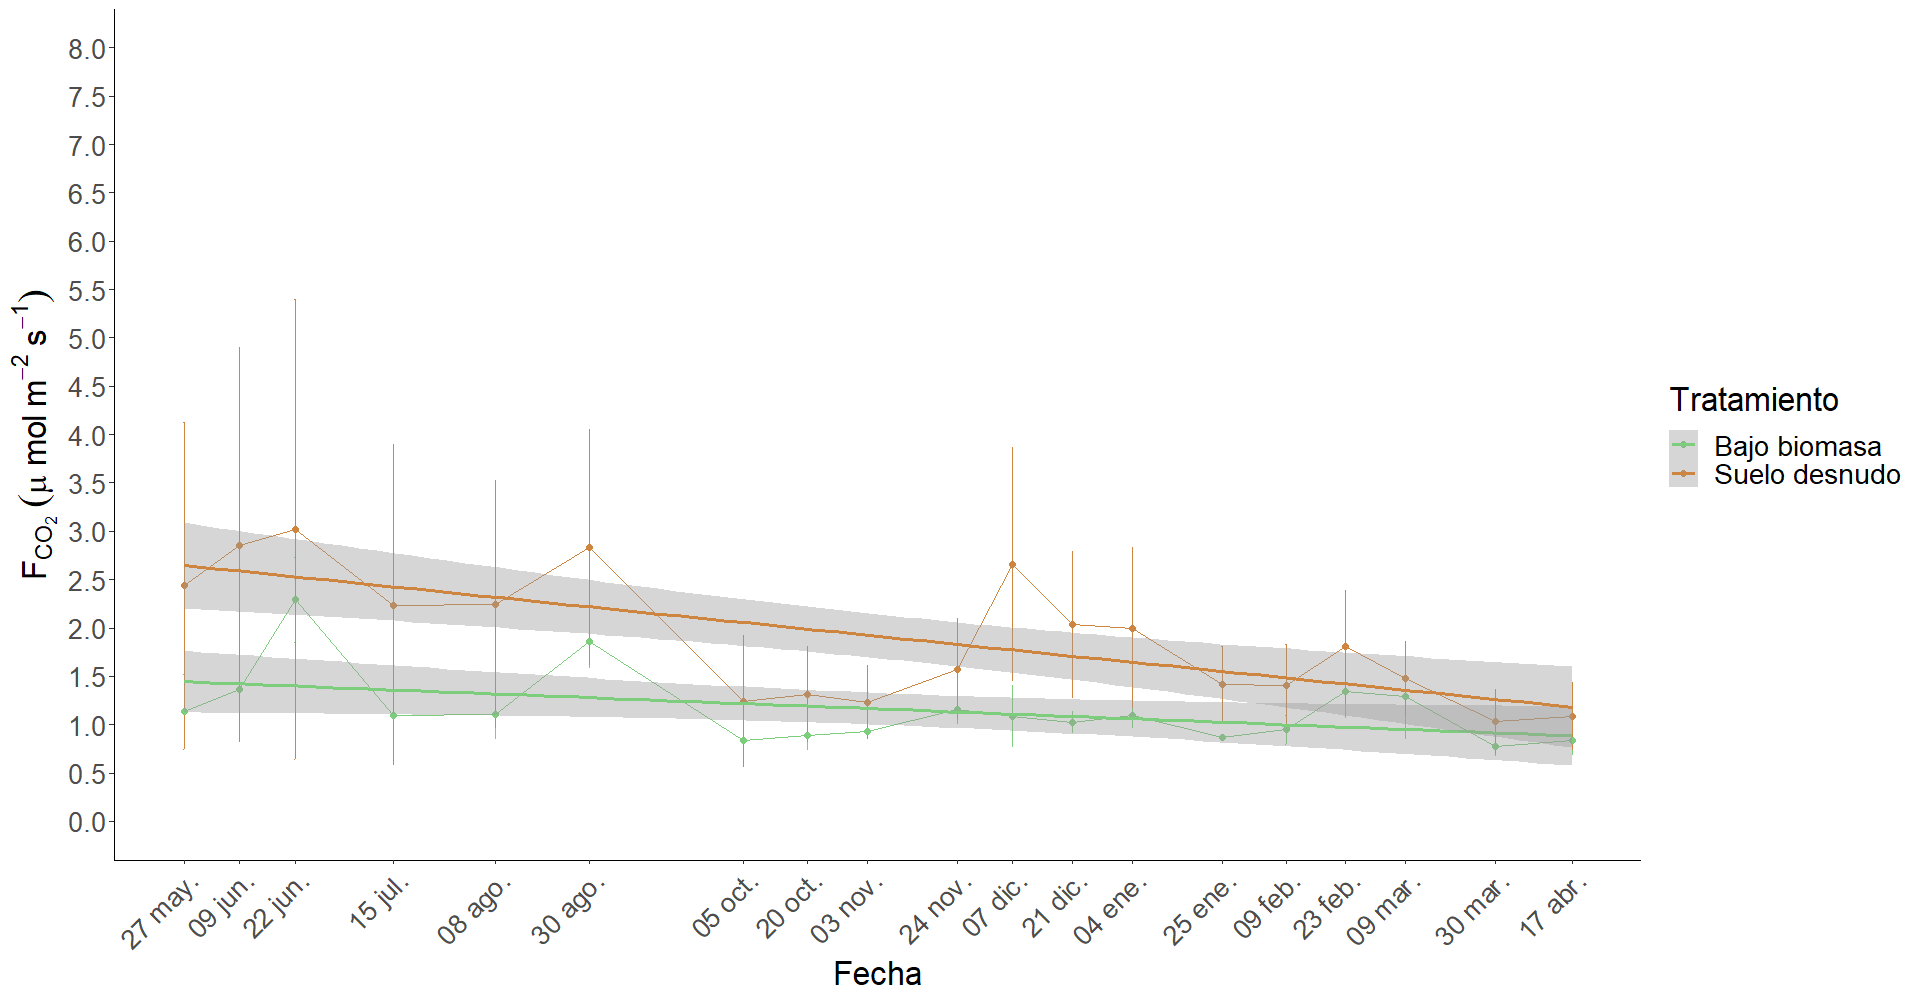 8.0
7.5
7.0
6.5
6.0
5.5
5.0
4.5
4.0
3.5
3.0
2.5
2.0
1.5
1.0
0.5
0.0
F_CO₂ (μ mol m⁻² s⁻¹)
27 may.
09 jun.
22 jun.
15 jul.
08 ago.
30 ago.
05 oct.
20 oct.
03 nov.
24 nov.
07 dic.
21 dic.
04 ene.
25 ene.
09 feb.
23 feb.
09 mar.
30 mar.
17 abr.
Fecha
Tratamiento
Bajo biomasa
Suelo desnudo